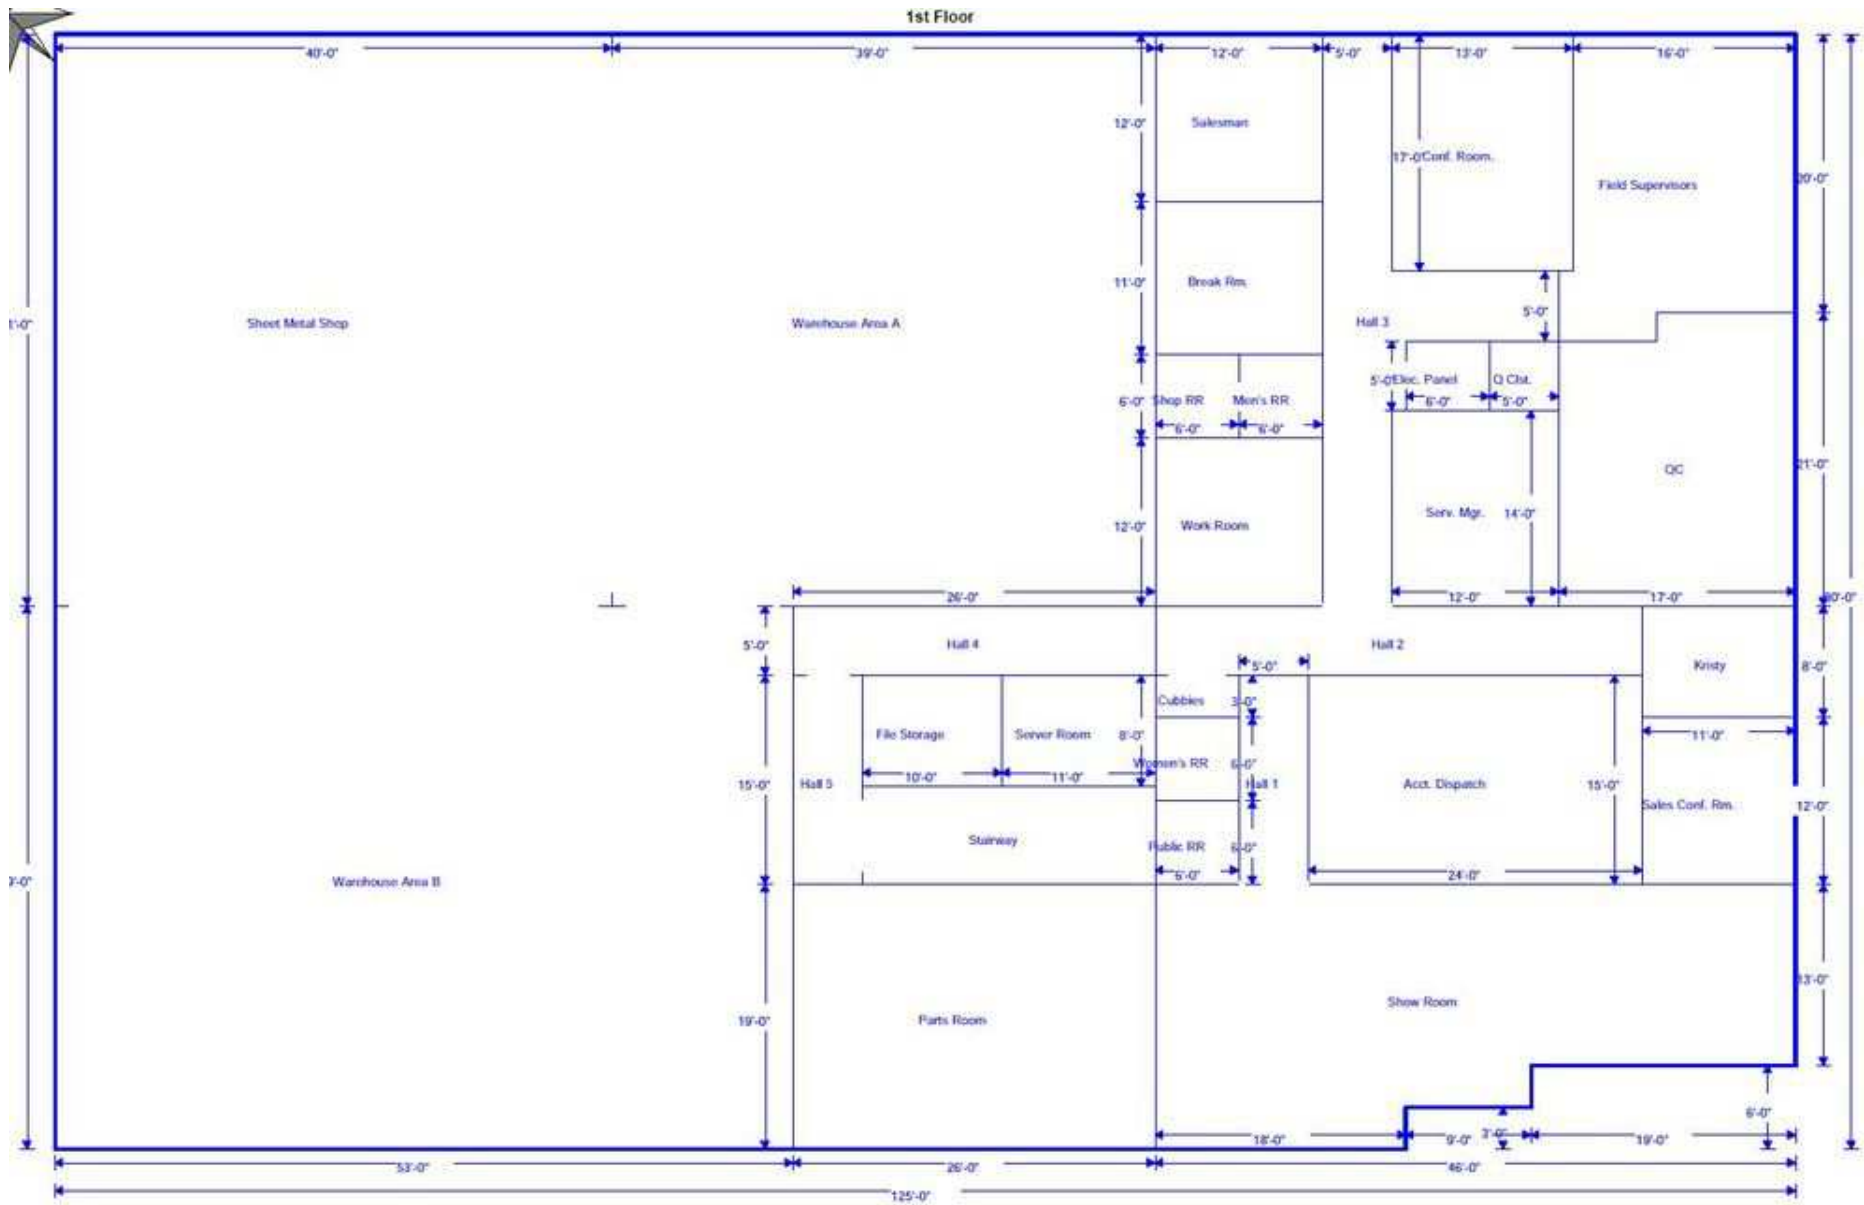 1st Floor
40'-0"
39'-0"
12'-0"
5'-0"
13'-0"
16'-0"
12'-0"
Salesman
17'-0"
Conf. Room.
Field Supervisors
20'-0"
11'-0"
Break Rm.
5'-0"
Sheet Metal Shop
Warehouse Area A
Hall 3
5'-0"
Elec. Panel
Q Clst.
6'-0"
Shop RR
Men's RR
6'-0"
5'-0"
6'-0"
6'-0"
21'-0"
QC
12'-0"
Work Room
Serv. Mgr.
14'-0"
26'-0"
12'-0"
17'-0"
5'-0"
Hall 4
Hall 2
5'-0"
Kristy
8'-0"
Cubbies
3'-0"
File Storage
Server Room
8'-0"
11'-0"
Women's RR
6'-0"
10'-0"
11'-0"
15'-0"
Hall 5
Hall 1
Acct. Dispatch
15'-0"
Sales Conf. Rm.
12'-0"
Stairway
Public RR
6'-0"
6'-0"
24'-0"
Warehouse Area B
13'-0"
Show Room
19'-0"
Parts Room
6'-0"
18'-0"
9'-0"
3'-0"
19'-0"
53'-0"
26'-0"
46'-0"
125'-0"